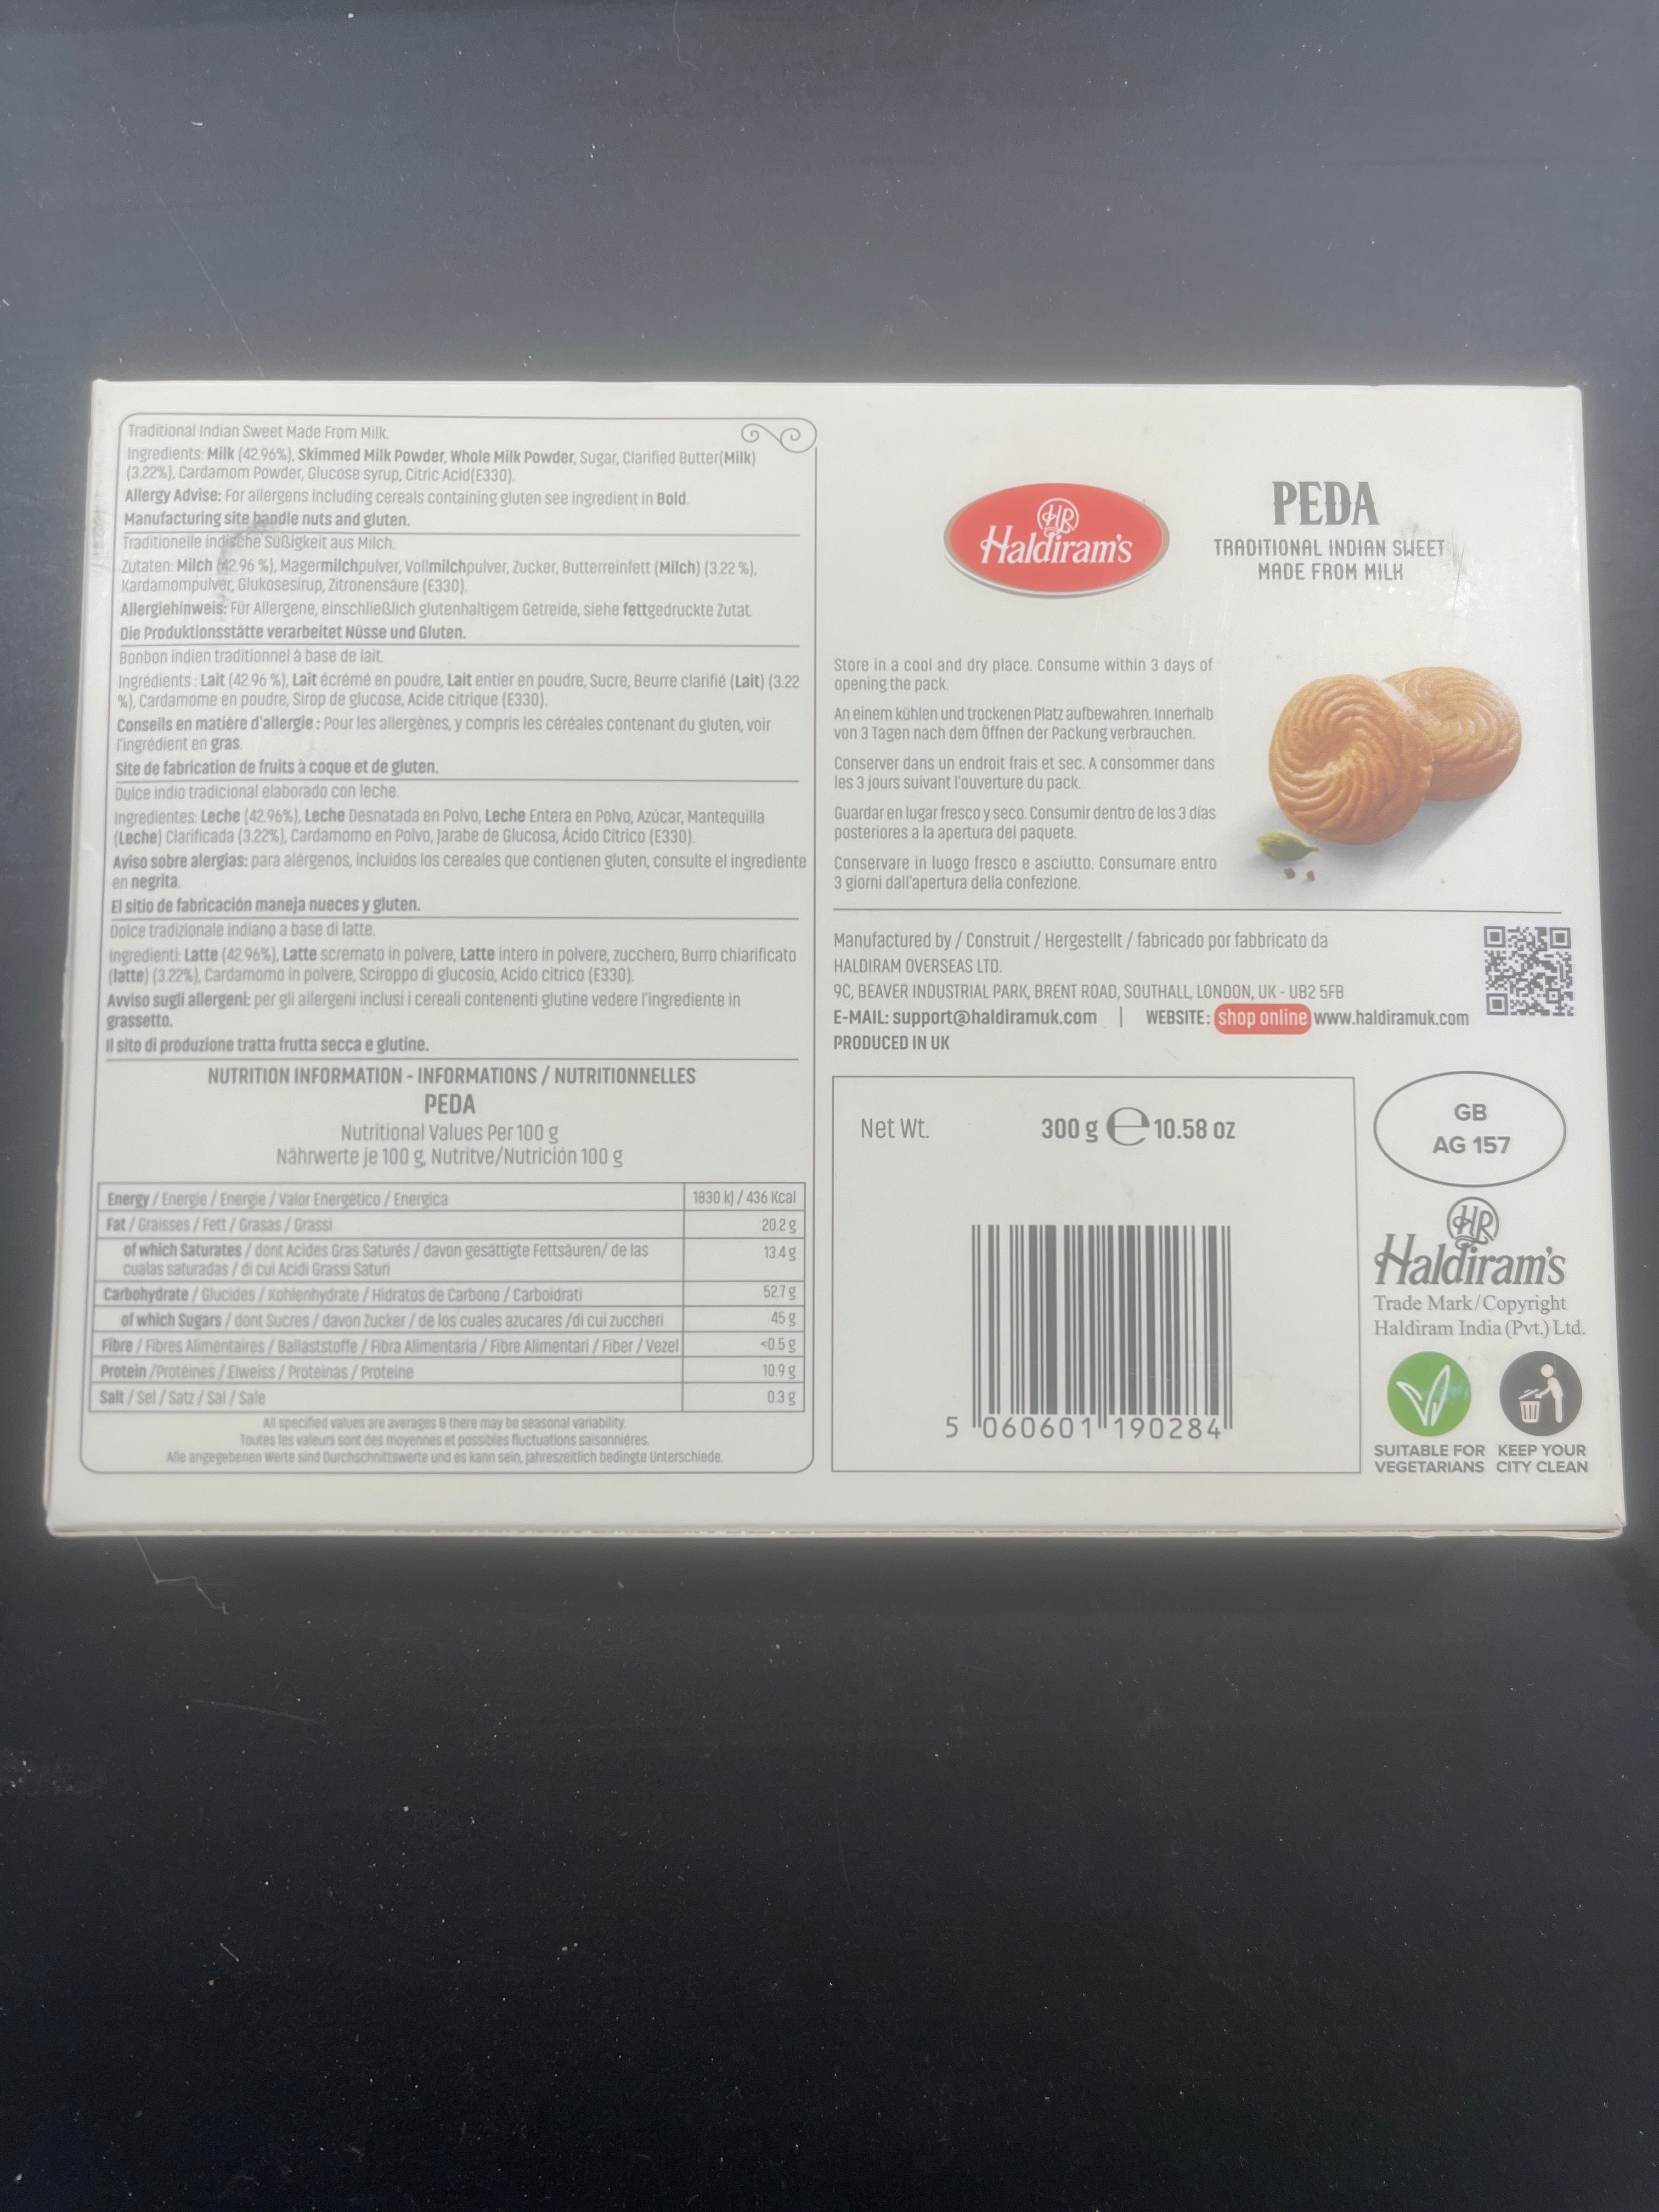 Traditional Indian Sweet Made From Milk.
Ingredients: Milk (42.96%), Skimmed Milk Powder, Whole Milk Powder, Sugar, Clarified Butter(Milk)
(3.22%), Cardamom Powder, Glucose syrup, Citric Acid(E330).
Allergy Advise: For allergens including cereals containing gluten see ingredient in Bold.
Manufacturing site handle nuts and gluten.
Traditionelle indische Süßigkeit aus Milch.
Zutaten: Milch (42.96 %), Magermilchpulver, Vollmilchpulver, Zucker, Butterreinfett (Milch) (3.22 %),
Kardamompulver, Glukosesirup, Zitronensäure (E330).
Allergiehinweis: Für Allergene, einschließlich glutenhaltigem Getreide, siehe fettgedruckte Zutat.
Die Produktionsstätte verarbeitet Nüsse und Gluten.
Bonbon indien traditionnel à base de lait.
Ingrédients : Lait (42.96 %), Lait écrémé en poudre, Lait entier en poudre, Sucre, Beurre clarifié (Lait) (3.22
%), Cardamome en poudre, Sirop de glucose, Acide citrique (E330).
Conseils en matière d'allergie : Pour les allergènes, y compris les céréales contenant du gluten, voir
l'ingrédient en gras.
Site de fabrication de fruits à coque et de gluten.
Dulce indio tradicional elaborado con leche.
Ingredientes: Leche (42.96%), Leche Desnatada en Polvo, Leche Entera en Polvo, Azúcar, Mantequilla
(Leche) Clarificada (3.22%), Cardamomo en Polvo, Jarabe de Glucosa, Ácido Cítrico (E330).
Aviso sobre alergias: para alérgenos, incluidos los cereales que contienen gluten, consulte el ingrediente
en negrita.
El sitio de fabricación maneja nueces y gluten.
Dolce tradizionale indiano a base di latte.
Ingredienti: Latte (42.96%), Latte scremato in polvere, Latte intero in polvere, zucchero, Burro chiarificato
(latte) (3.22%), Cardamomo in polvere, Sciroppo di glucosio, Acido citrico (E330).
Avviso sugli allergeni: per gli allergeni inclusi i cereali contenenti glutine vedere l'ingrediente in
grassetto.
Il sito di produzione tratta frutta secca e glutine.
NUTRITION INFORMATION - INFORMATIONS / NUTRITIONNELLES
PEDA
Nutritional Values Per 100 g
Nährwerte je 100 g, Nutritve/Nutrición 100 g
Energy / Energie / Energie / Valor Energético / Energica 1830 kJ / 436 Kcal
Fat / Graisses / Fett / Grasas / Grassi 20.2 g
of which Saturates / dont Acides Gras Saturés / davon gesättigte Fettsäuren/ de las
cualas saturadas / di cui Acidi Grassi Saturi 13.4 g
Carbohydrate / Glucides / Kohlenhydrate / Hidratos de Carbono / Carboidrati 52.7 g
of which Sugars / dont Sucres / davon Zucker / de los cuales azucares /di cui zuccheri 45 g
Fibre / Fibres Alimentaires / Ballaststoffe / Fibra Alimentaria / Fibre Alimentari / Fiber / Vezel <0.5 g
Protein /Protéines / Eiweiss / Proteinas / Proteine 10.9 g
Salt / Sel / Satz / Sal / Sale 0.3 g
All specified values are averages & there may be seasonal variability.
Toutes les valeurs sont des moyennes et possibles fluctuations saisonniéres.
Alle angegebenen Werte sind Durchschnittswerte und es kann sein, jahreszeitlich bedingte Unterschiede.
HR
Haldiram's
PEDA
TRADITIONAL INDIAN SWEET
MADE FROM MILK
Store in a cool and dry place. Consume within 3 days of
opening the pack.
An einem kühlen und trockenen Platz aufbewahren. Innerhalb
von 3 Tagen nach dem Öffnen der Packung verbrauchen.
Conserver dans un endroit frais et sec. A consommer dans
les 3 jours suivant l'ouverture du pack.
Guardar en lugar fresco y seco. Consumir dentro de los 3 días
posteriores a la apertura del paquete.
Conservare in luogo fresco e asciutto. Consumare entro
3 giorni dall'apertura della confezione.
Manufactured by / Construit / Hergestellt / fabricado por fabbricato da
HALDIRAM OVERSEAS LTD.
9C, BEAVER INDUSTRIAL PARK, BRENT ROAD, SOUTHALL, LONDON, UK - UB2 5FB
E-MAIL: support@haldiramuk.com | WEBSITE: shop online www.haldiramuk.com
PRODUCED IN UK
Net Wt. 300 g e 10.58 oz
5 060601 190284
GB
AG 157
HR
Haldiram's
Trade Mark/Copyright
Haldiram India (Pvt.) Ltd.
SUITABLE FOR
VEGETARIANS
KEEP YOUR
CITY CLEAN